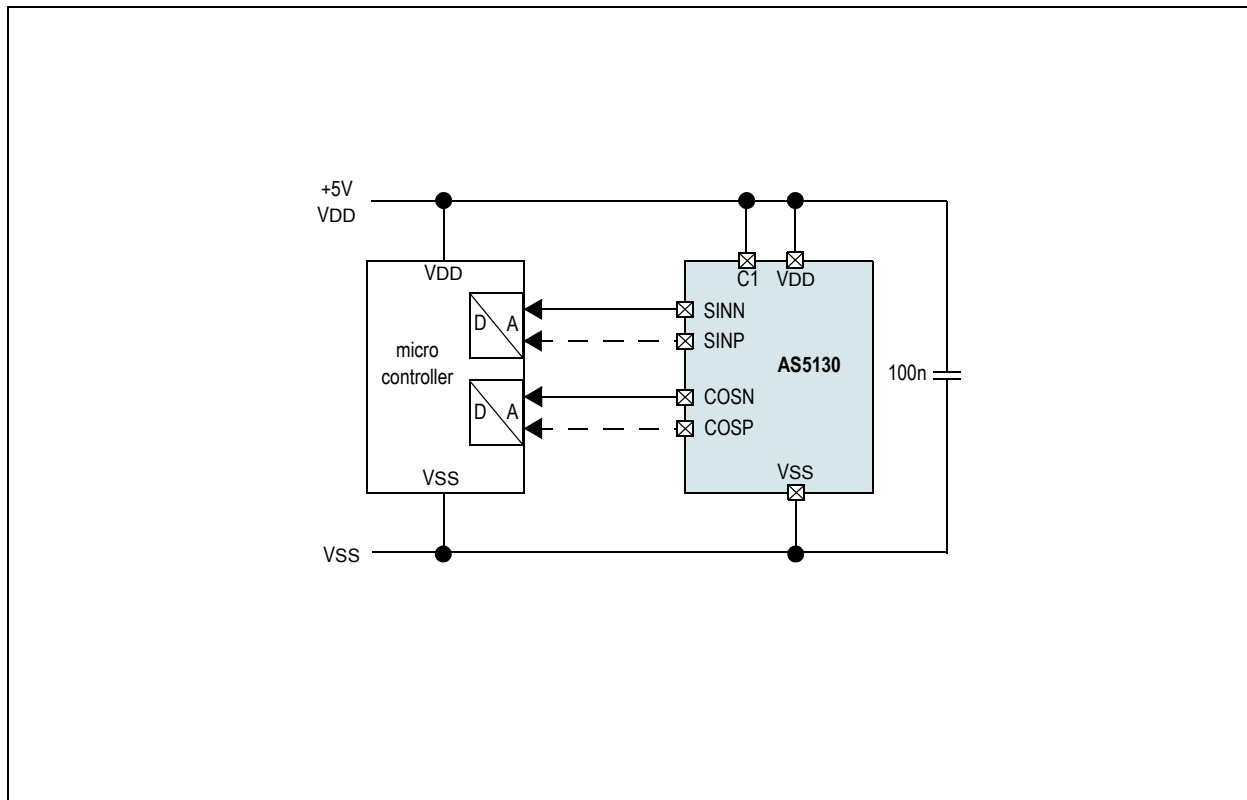 +5V
VDD
VDD
C1 VDD
D A
SINN
SINP
micro
controller
AS5130
100n
D A
COSN
COSP
VSS
VSS
VSS